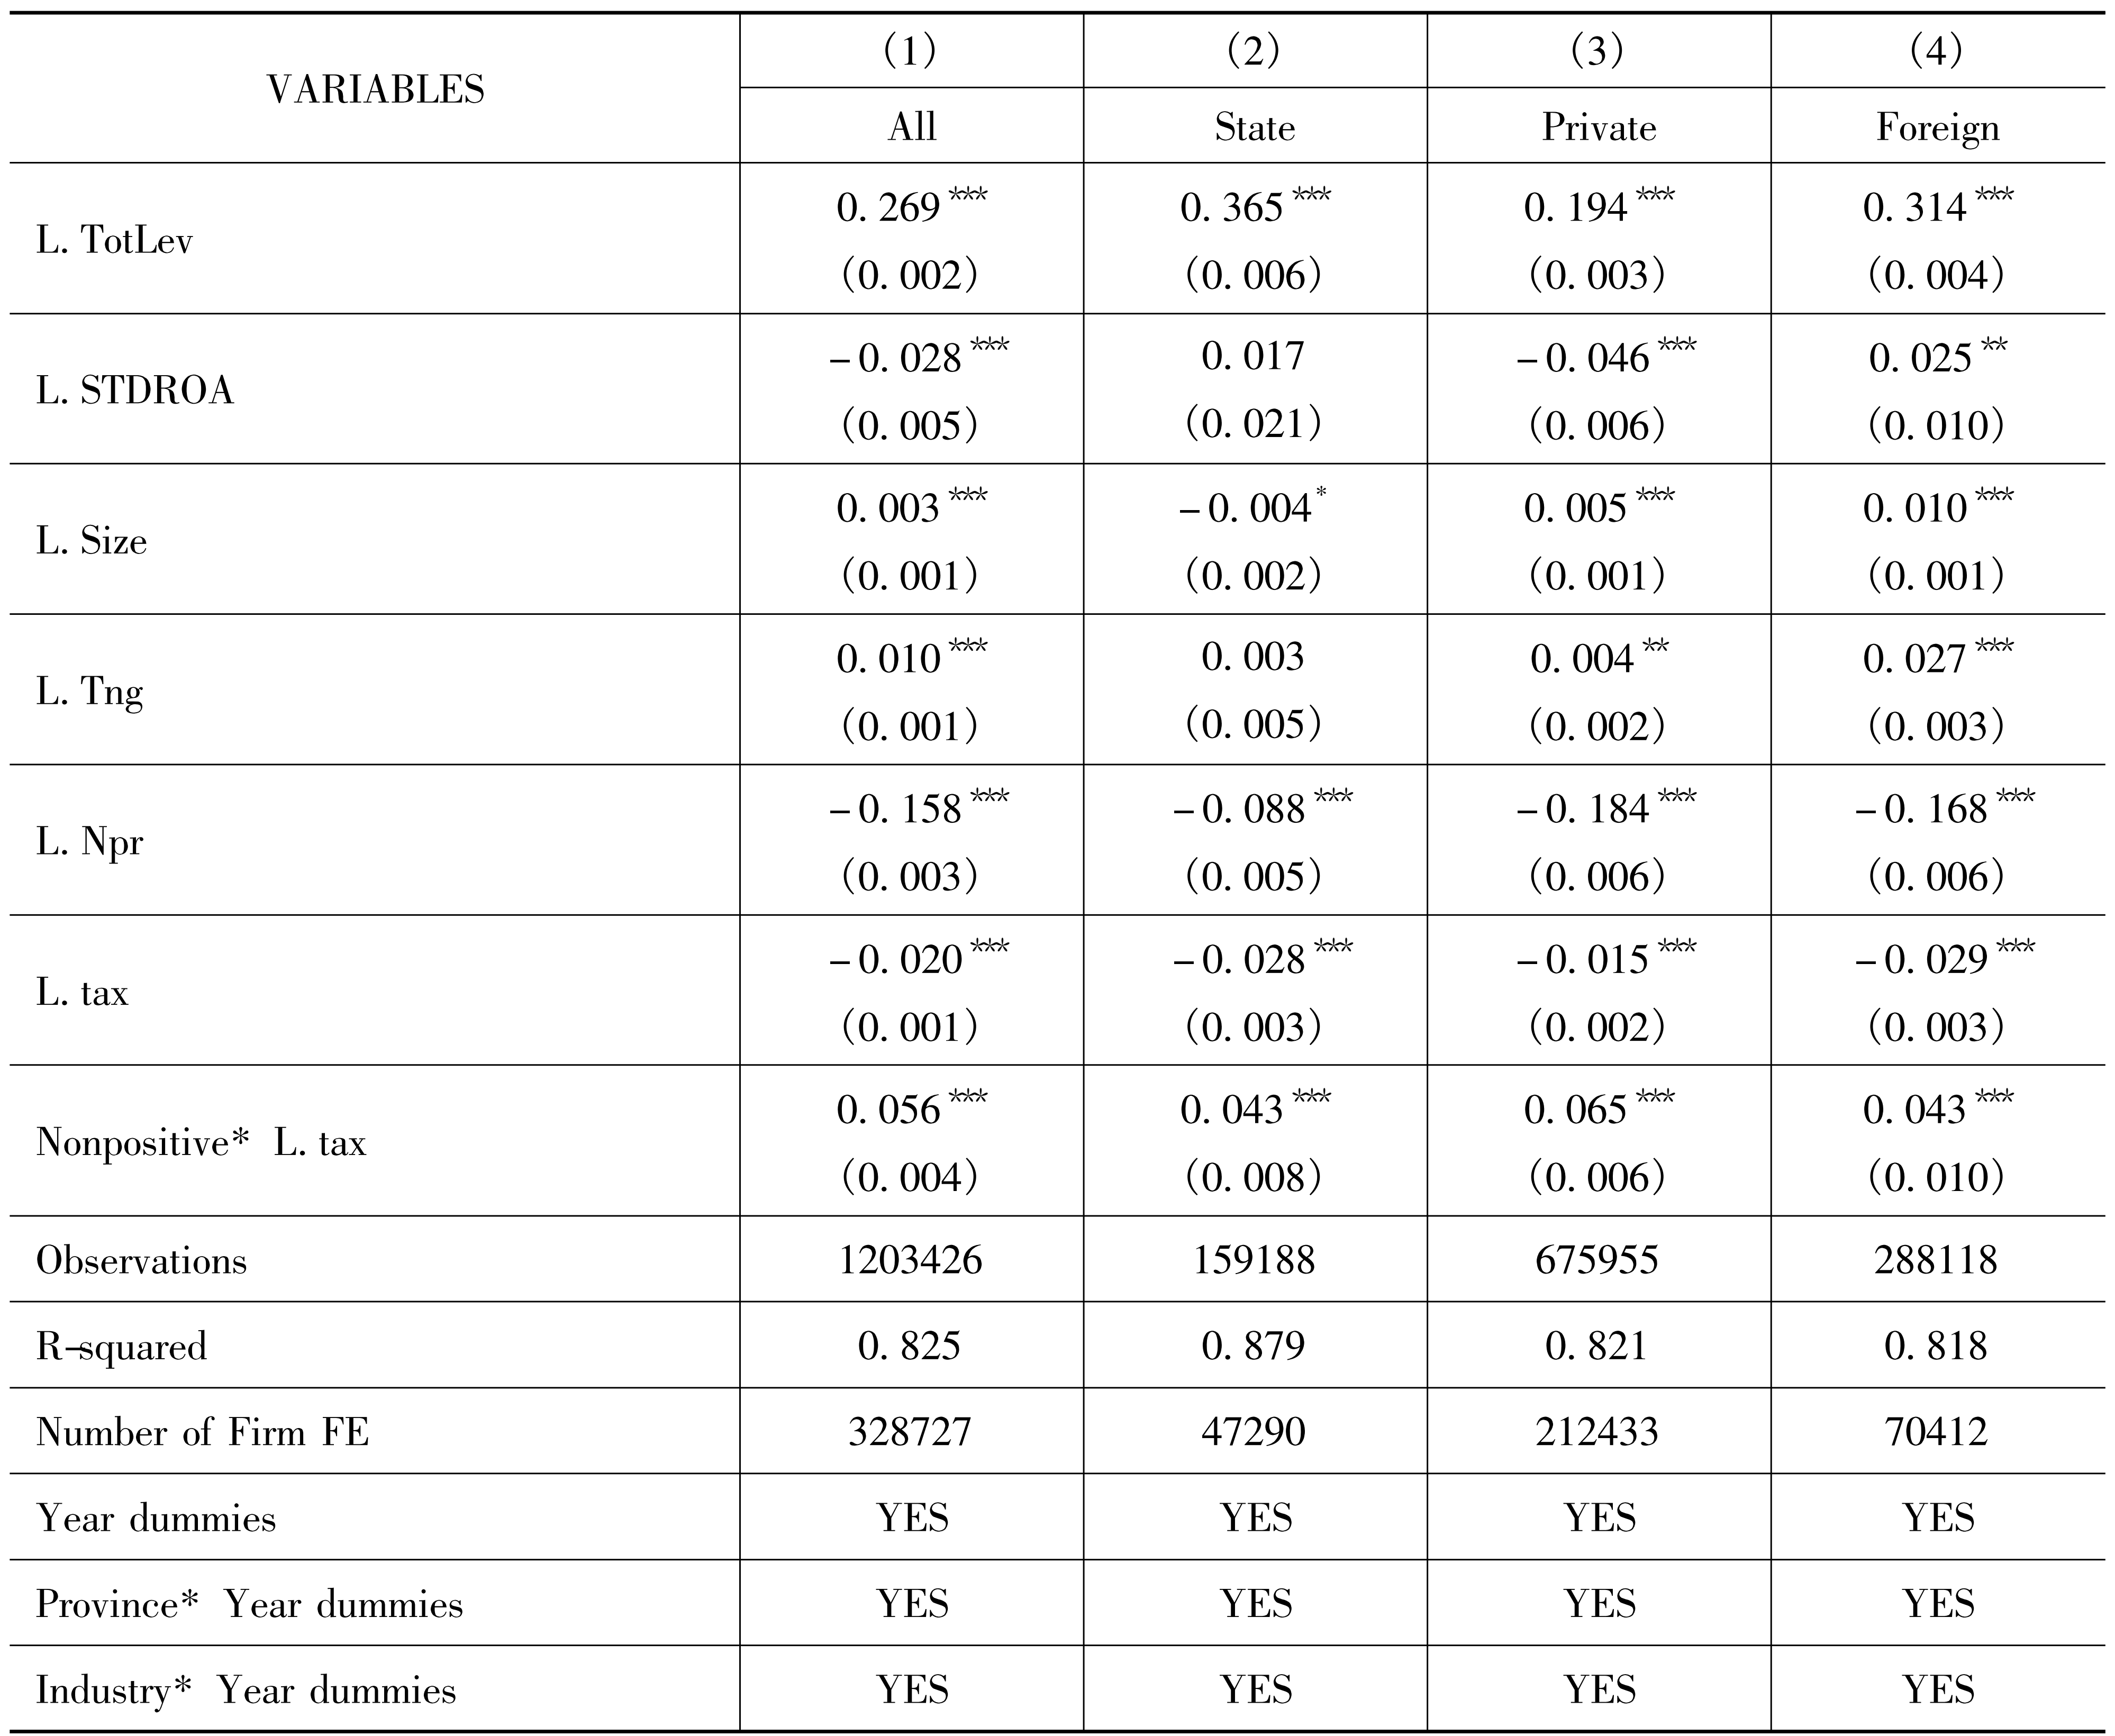 VARIABLES (1) (2) (3) (4)
All State Private Foreign
L. TotLev 0. 269*** 0. 365*** 0. 194*** 0. 314***
(0. 002) (0. 006) (0. 003) (0. 004)
L. STDROA -0. 028*** 0. 017 -0. 046*** 0. 025**
(0. 005) (0. 021) (0. 006) (0. 010)
L. Size 0. 003*** -0. 004* 0. 005*** 0. 010***
(0. 001) (0. 002) (0. 001) (0. 001)
L. Tng 0. 010*** 0. 003 0. 004** 0. 027***
(0. 001) (0. 005) (0. 002) (0. 003)
L. Npr -0. 158*** -0. 088*** -0. 184*** -0. 168***
(0. 003) (0. 005) (0. 006) (0. 006)
L. tax -0. 020*** -0. 028*** -0. 015*** -0. 029***
(0. 001) (0. 003) (0. 002) (0. 003)
Nonpositive* L. tax 0. 056*** 0. 043*** 0. 065*** 0. 043***
(0. 004) (0. 008) (0. 006) (0. 010)
Observations 1203426 159188 675955 288118
R-squared 0. 825 0. 879 0. 821 0. 818
Number of Firm FE 328727 47290 212433 70412
Year dummies YES YES YES YES
Province* Year dummies YES YES YES YES
Industry* Year dummies YES YES YES YES